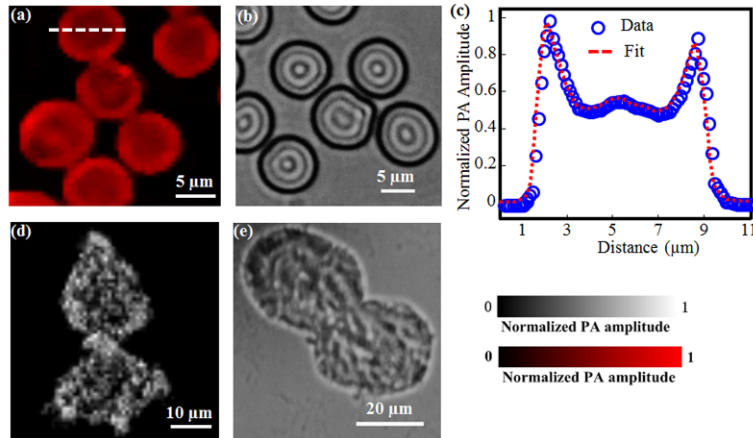 (a)
5 µm
(b)
5 µm
(c)
Normalized PA Amplitude
1
0.8
0.6
0.4
0.2
0
Data
Fit
1 3 5 7 9 11
Distance (µm)
(d)
10 µm
(e)
20 µm
0 1
Normalized PA amplitude
0 1
Normalized PA amplitude